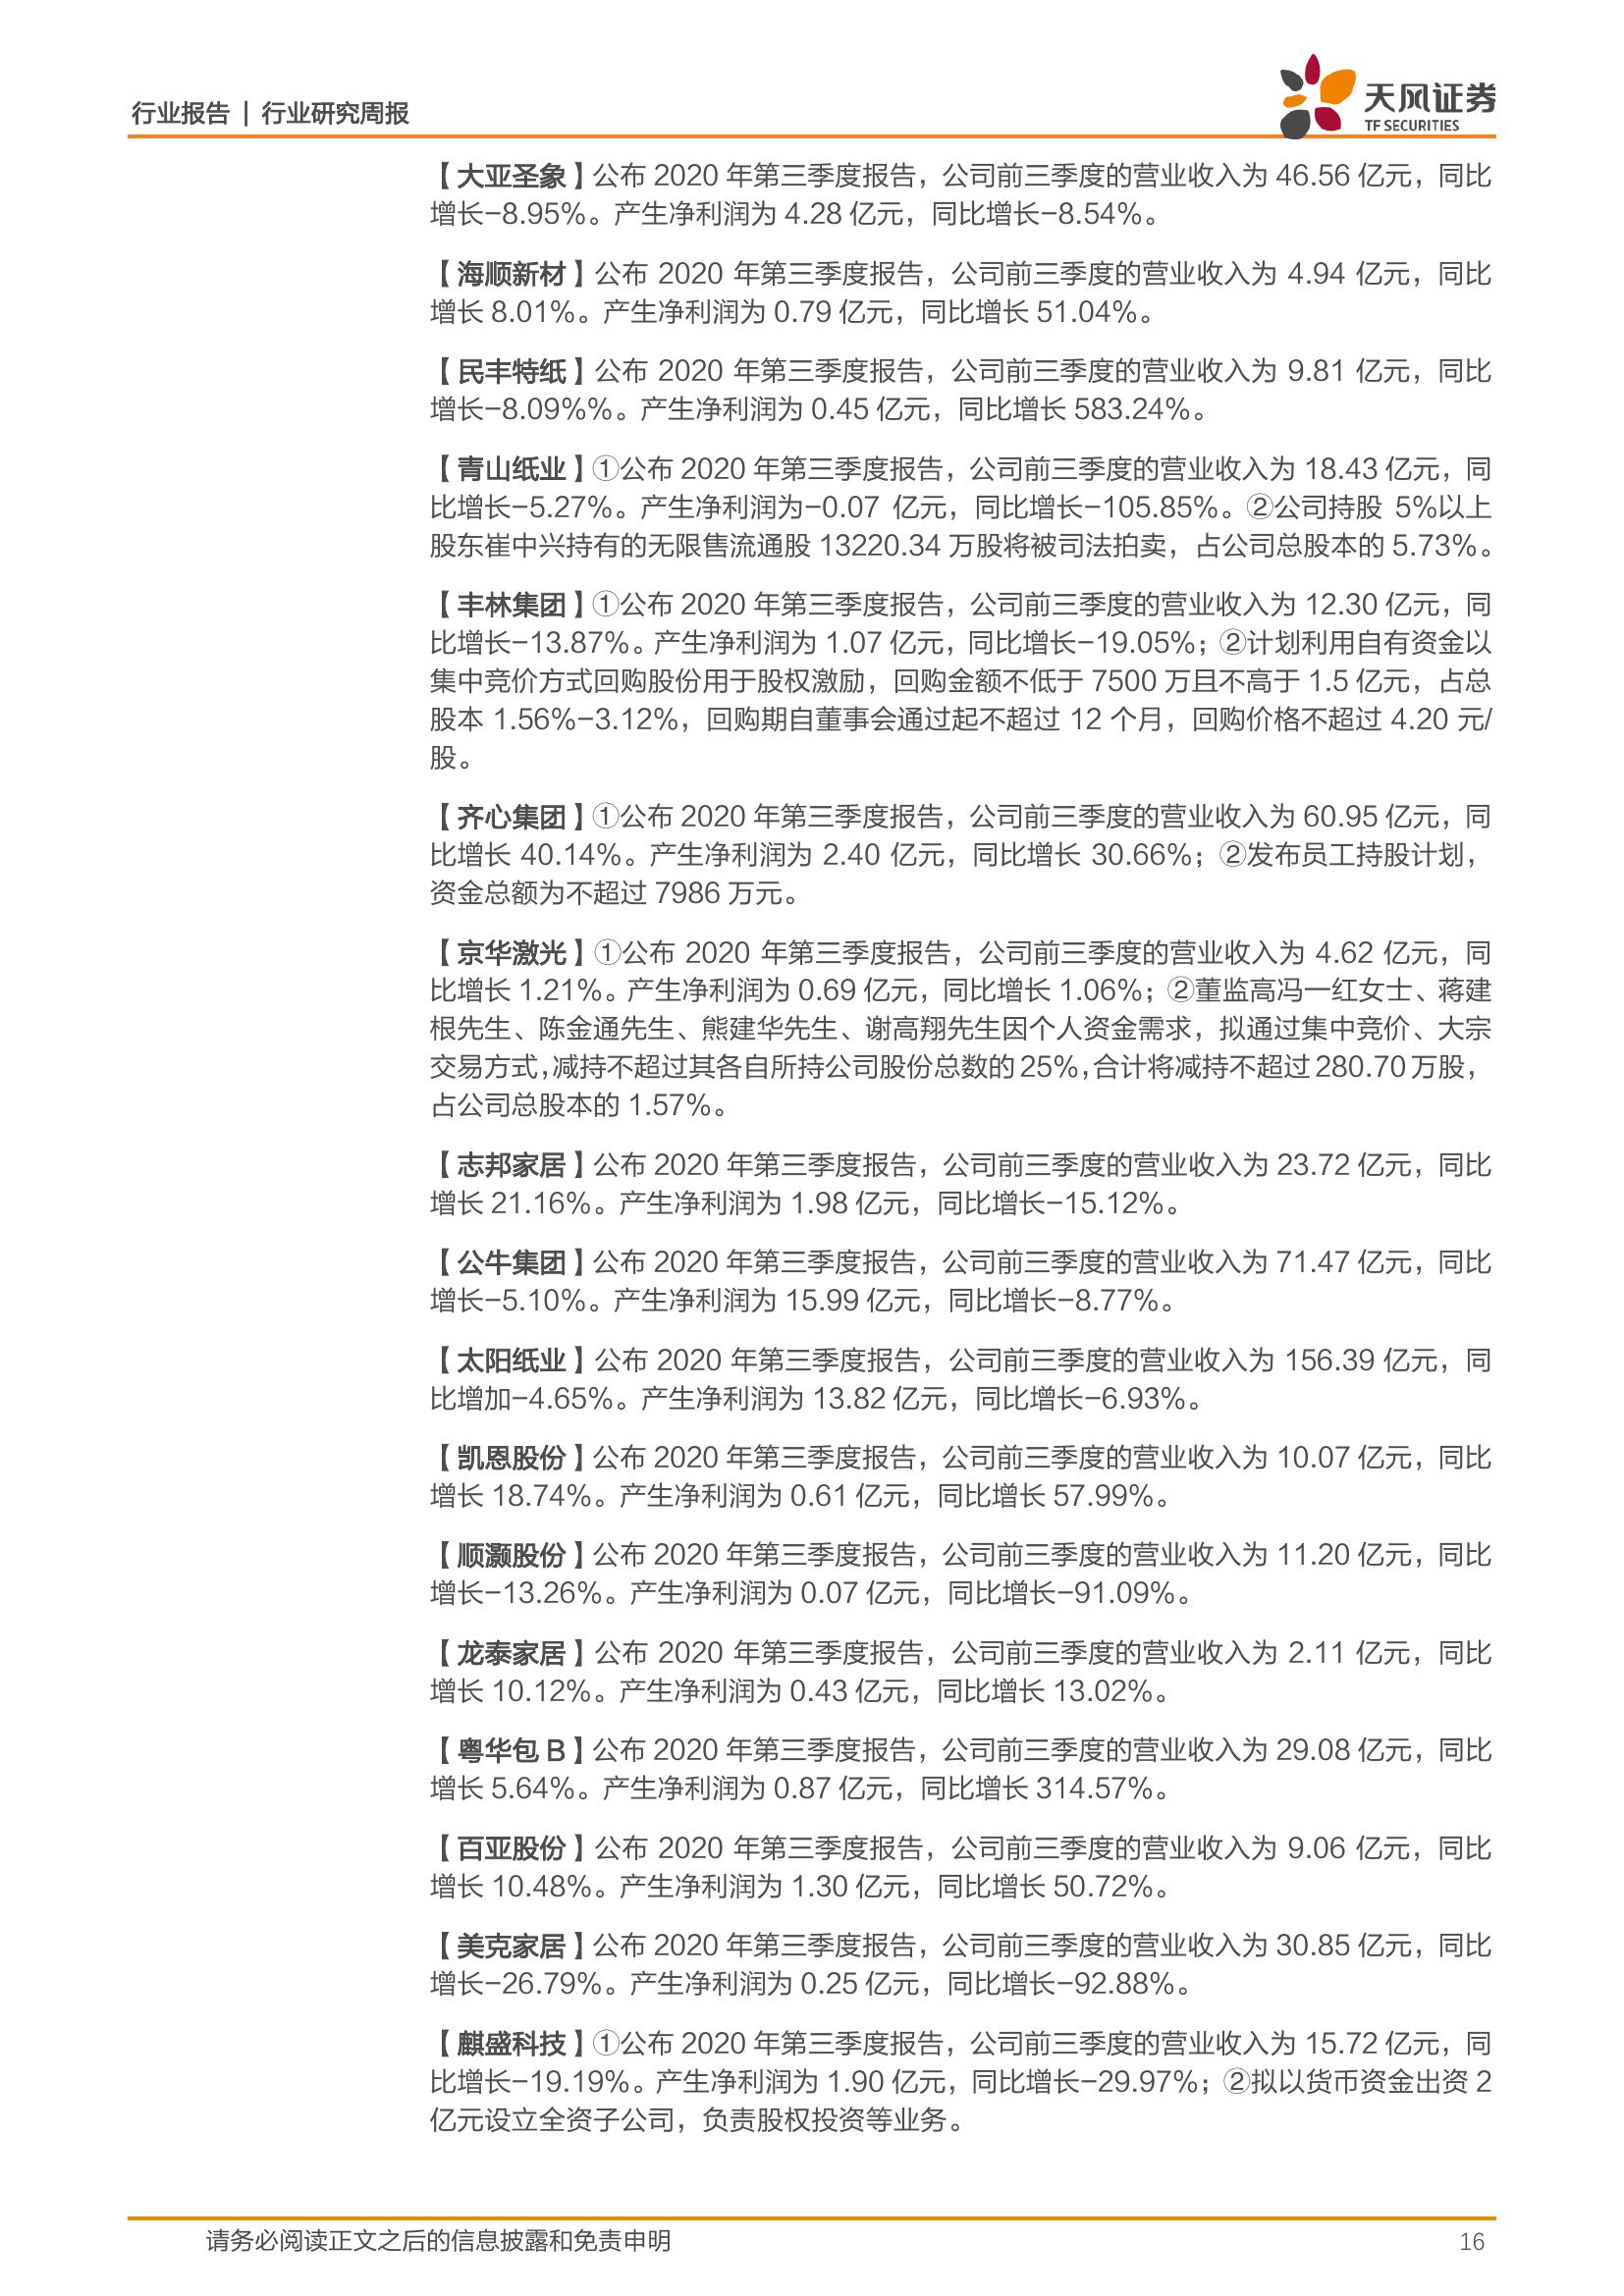 行业报告 | 行业研究周报
天风证券
TF SECURITIES
【大亚圣象】公布 2020 年第三季度报告，公司前三季度的营业收入为 46.56 亿元，同比
增长-8.95%。产生净利润为 4.28 亿元，同比增长-8.54%。
【海顺新材】公布 2020 年第三季度报告，公司前三季度的营业收入为 4.94 亿元，同比
增长 8.01%。产生净利润为 0.79 亿元，同比增长 51.04%。
【民丰特纸】公布 2020 年第三季度报告，公司前三季度的营业收入为 9.81 亿元，同比
增长-8.09%%。产生净利润为 0.45 亿元，同比增长 583.24%。
【青山纸业】①公布 2020 年第三季度报告，公司前三季度的营业收入为 18.43 亿元，同
比增长-5.27%。产生净利润为-0.07 亿元，同比增长-105.85%。②公司持股 5%以上
股东崔中兴持有的无限售流通股 13220.34 万股将被司法拍卖，占公司总股本的 5.73%。
【丰林集团】①公布 2020 年第三季度报告，公司前三季度的营业收入为 12.30 亿元，同
比增长-13.87%。产生净利润为 1.07 亿元，同比增长-19.05%；②计划利用自有资金以
集中竞价方式回购股份用于股权激励，回购金额不低于 7500 万且不高于 1.5 亿元，占总
股本 1.56%-3.12%，回购期自董事会通过起不超过 12 个月，回购价格不超过 4.20 元/
股。
【齐心集团】①公布 2020 年第三季度报告，公司前三季度的营业收入为 60.95 亿元，同
比增长 40.14%。产生净利润为 2.40 亿元，同比增长 30.66%；②发布员工持股计划，
资金总额为不超过 7986 万元。
【京华激光】①公布 2020 年第三季度报告，公司前三季度的营业收入为 4.62 亿元，同
比增长 1.21%。产生净利润为 0.69 亿元，同比增长 1.06%；②董监高冯一红女士、蒋建
根先生、陈金通先生、熊建华先生、谢高翔先生因个人资金需求，拟通过集中竞价、大宗
交易方式，减持不超过其各自所持公司股份总数的 25%，合计将减持不超过 280.70 万股，
占公司总股本的 1.57%。
【志邦家居】公布 2020 年第三季度报告，公司前三季度的营业收入为 23.72 亿元，同比
增长 21.16%。产生净利润为 1.98 亿元，同比增长-15.12%。
【公牛集团】公布 2020 年第三季度报告，公司前三季度的营业收入为 71.47 亿元，同比
增长-5.10%。产生净利润为 15.99 亿元，同比增长-8.77%。
【太阳纸业】公布 2020 年第三季度报告，公司前三季度的营业收入为 156.39 亿元，同
比增加-4.65%。产生净利润为 13.82 亿元，同比增长-6.93%。
【凯恩股份】公布 2020 年第三季度报告，公司前三季度的营业收入为 10.07 亿元，同比
增长 18.74%。产生净利润为 0.61 亿元，同比增长 57.99%。
【顺灏股份】公布 2020 年第三季度报告，公司前三季度的营业收入为 11.20 亿元，同比
增长-13.26%。产生净利润为 0.07 亿元，同比增长-91.09%。
【龙泰家居】公布 2020 年第三季度报告，公司前三季度的营业收入为 2.11 亿元，同比
增长 10.12%。产生净利润为 0.43 亿元，同比增长 13.02%。
【粤华包 B】公布 2020 年第三季度报告，公司前三季度的营业收入为 29.08 亿元，同比
增长 5.64%。产生净利润为 0.87 亿元，同比增长 314.57%。
【百亚股份】公布 2020 年第三季度报告，公司前三季度的营业收入为 9.06 亿元，同比
增长 10.48%。产生净利润为 1.30 亿元，同比增长 50.72%。
【美克家居】公布 2020 年第三季度报告，公司前三季度的营业收入为 30.85 亿元，同比
增长-26.79%。产生净利润为 0.25 亿元，同比增长-92.88%。
【麒盛科技】①公布 2020 年第三季度报告，公司前三季度的营业收入为 15.72 亿元，同
比增长-19.19%。产生净利润为 1.90 亿元，同比增长-29.97%；②拟以货币资金出资 2
亿元设立全资子公司，负责股权投资等业务。
请务必阅读正文之后的信息披露和免责申明
16